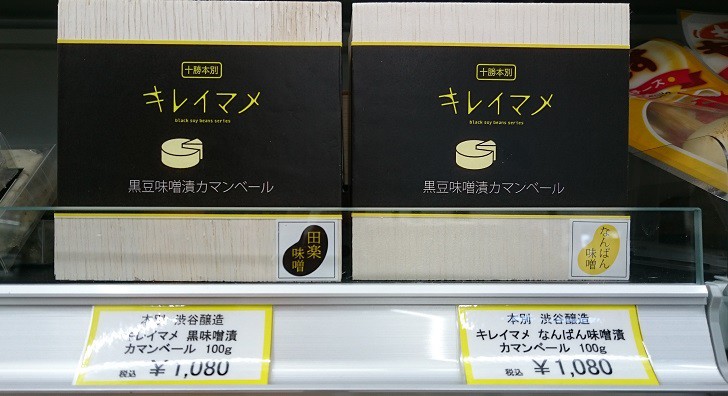 十勝本別
キレイマメ
black soy beans series
黒豆味噌漬カマンベール
田楽
味噌
十勝本別
キレイマメ
black soy beans series
黒豆味噌漬カマンベール
なんばん
味噌
本別 渋谷醸造
キレイマメ 黒味噌漬
カマンベール 100g
税込 ¥1,080
本別 渋谷醸造
キレイマメ なんばん味噌漬
カマンベール 100g
税込 ¥1,080